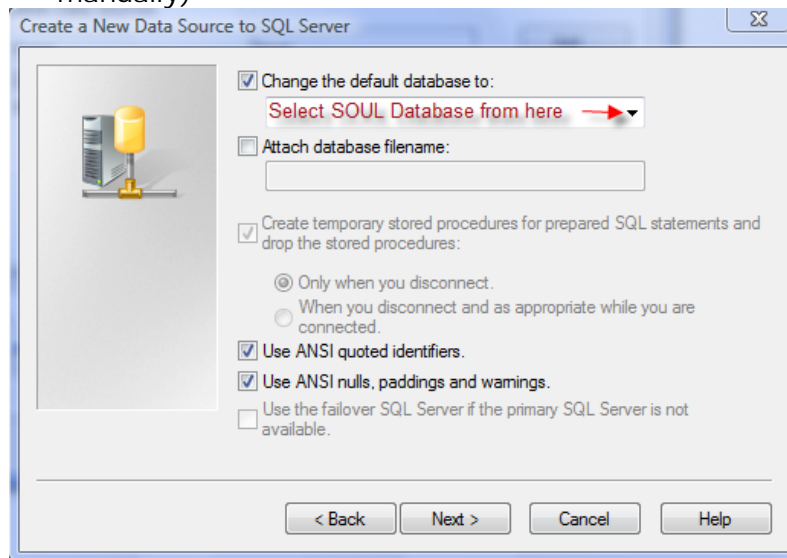 manually)
Create a New Data Source to SQL Server
Change the default database to:
Select SOUL Database from here
Attach database filename:
Create temporary stored procedures for prepared SQL statements and
drop the stored procedures:
Only when you disconnect.
When you disconnect and as appropriate while you are
connected.
Use ANSI quoted identifiers.
Use ANSI nulls, paddings and warnings.
Use the failover SQL Server if the primary SQL Server is not
available.
< Back Next > Cancel Help